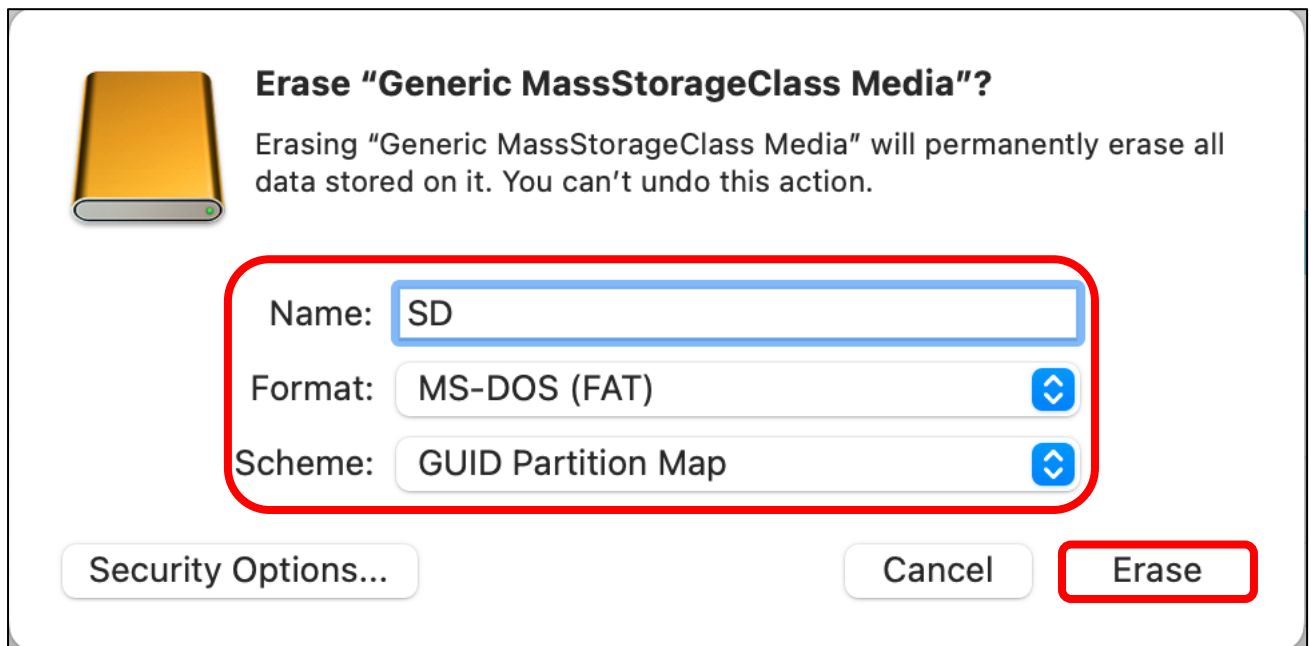 Erase “Generic MassStorageClass Media”?
Erasing “Generic MassStorageClass Media” will permanently erase all
data stored on it. You can’t undo this action.
Name: SD
Format: MS-DOS (FAT)
Scheme: GUID Partition Map
Security Options... Cancel Erase